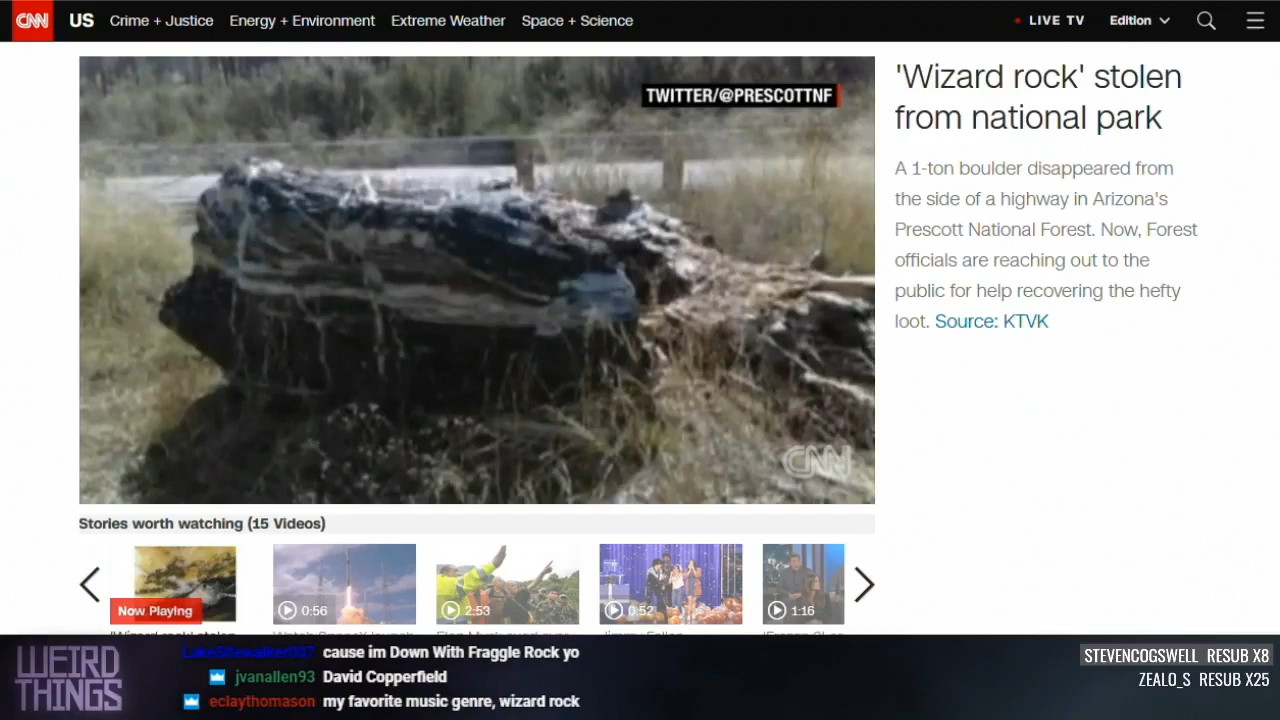 CNN US Crime + Justice Energy + Environment Extreme Weather Space + Science LIVE TV Edition
TWITTER/@PRESCOTTNF
CNN
'Wizard rock' stolen
from national park
A 1-ton boulder disappeared from
the side of a highway in Arizona's
Prescott National Forest. Now, Forest
officials are reaching out to the
public for help recovering the hefty
loot. Source: KTVK
Stories worth watching (15 Videos)
Now Playing 0:56 2:53 0:52 1:16
WEIRD
THINGS
LukeSitewalker007 cause im Down With Fraggle Rock yo
jvanallen93 David Copperfield
eclaythomason my favorite music genre, wizard rock
STEVENCOGSWELL RESUB X8
ZEALO_S RESUB X25